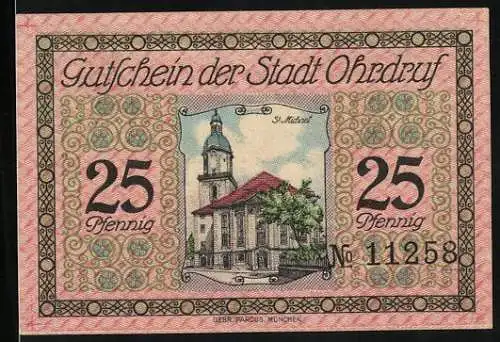 Gutschein der Stadt Ohrdruf
St. Michael
25 25
Pfennig Pfennig
No 11258
GEBR. PARCUS MÜNCHEN